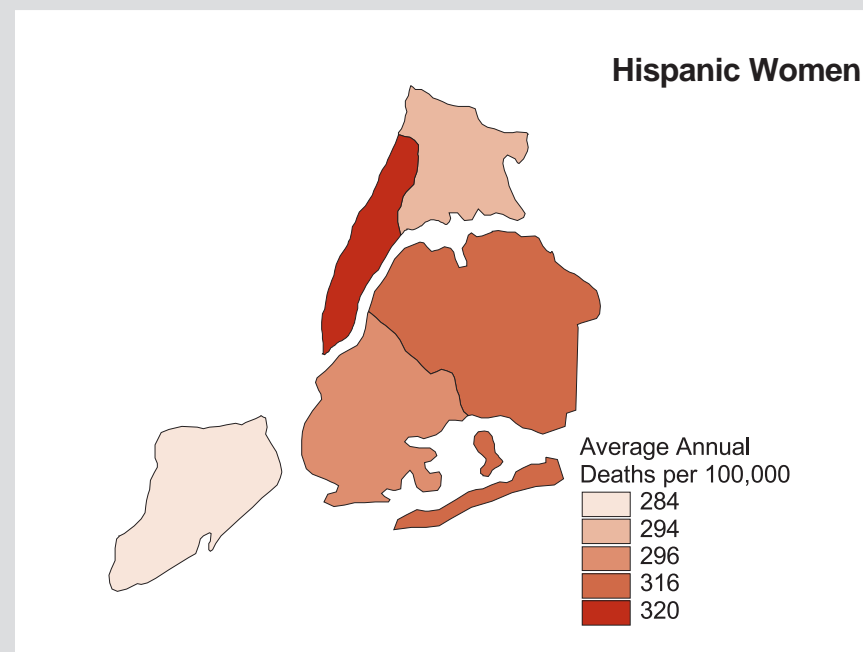 Hispanic Women
Average Annual
Deaths per 100,000
284
294
296
316
320